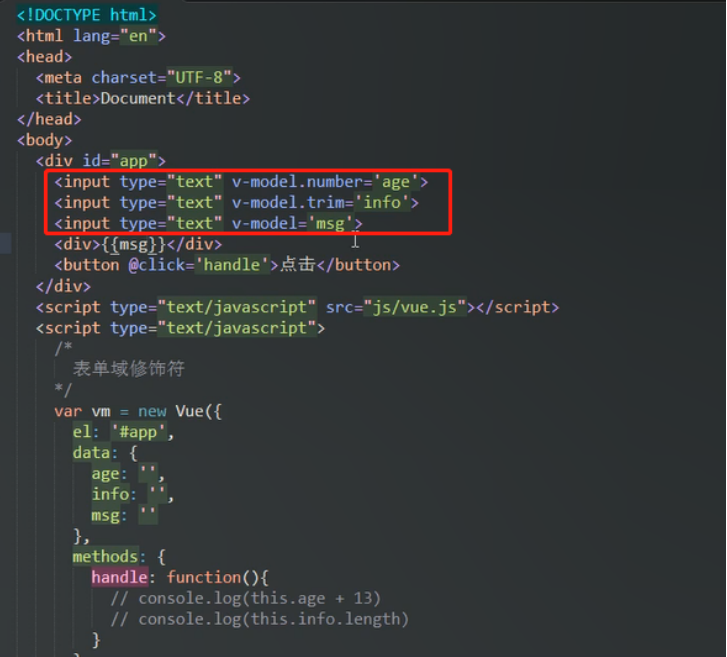 <!DOCTYPE html>
<html lang="en">
<head>
<meta charset="UTF-8">
<title>Document</title>
</head>
<body>
<div id="app">
<input type="text" v-model.number='age'>
<input type="text" v-model.trim='info'>
<input type="text" v-model='msg'>
<div>{{msg}}</div>
<button @click='handle'>点击</button>
</div>
<script type="text/javascript" src="js/vue.js"></script>
<script type="text/javascript">
/*
表单域修饰符
*/
var vm = new Vue({
el: '#app',
data: {
age: '',
info: '',
msg: ''
},
methods: {
handle: function(){
// console.log(this.age + 13)
// console.log(this.info.length)
}